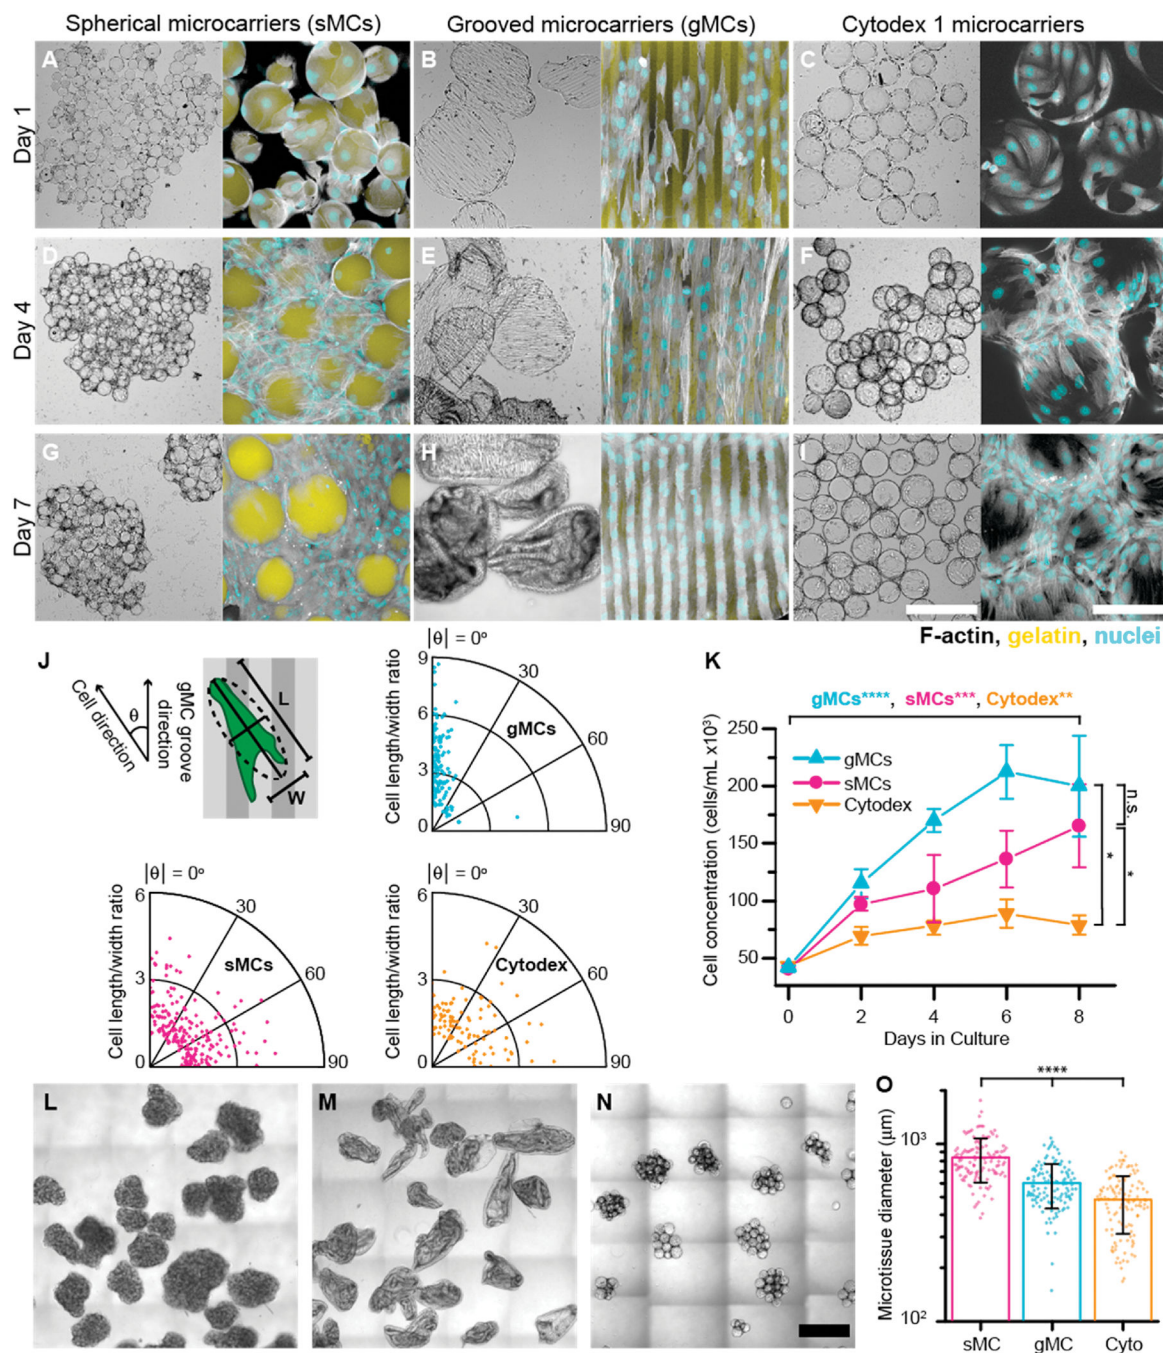 Spherical microcarriers (sMCs) Grooved microcarriers (gMCs) Cytodex 1 microcarriers
Day 1
A
B
C
Day 4
D
E
F
Day 7
G
H
I
F-actin, gelatin, nuclei
J
Cell direction
θ
gMC groove direction
L
W
|θ| = 0°
Cell length/width ratio
9
6
3
0
30
60
90
gMCs
|θ| = 0°
Cell length/width ratio
6
3
0
30
60
90
sMCs
|θ| = 0°
Cell length/width ratio
6
3
0
30
60
90
Cytodex
K
gMCs****, sMCs***, Cytodex**
Cell concentration (cells/mL x10³)
250
200
150
100
50
gMCs
sMCs
Cytodex
n.s.
*
*
0 2 4 6 8
Days in Culture
L
M
N
O
****
Microtissue diameter (µm)
10³
10²
sMC gMC Cyto